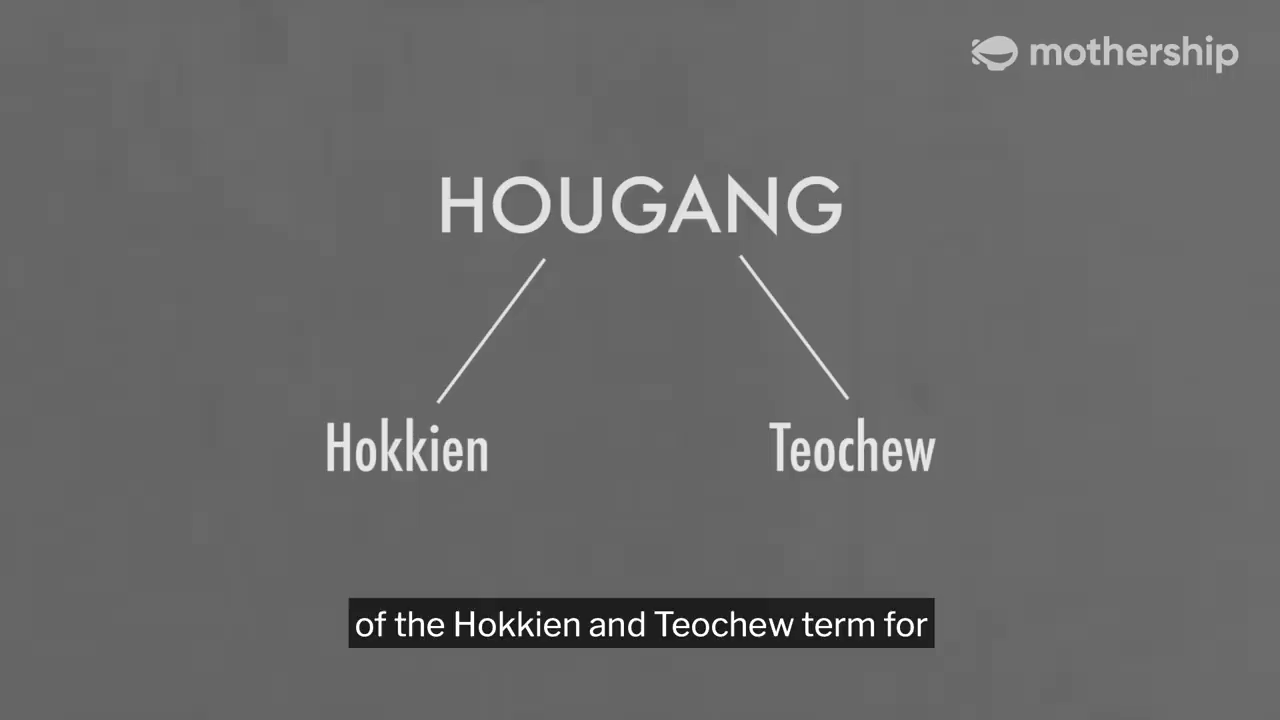 mothership
HOUGANG
Hokkien
Teochew
of the Hokkien and Teochew term for